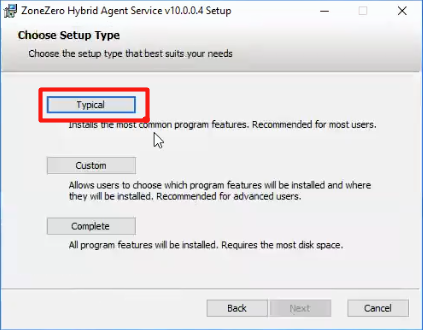 ZoneZero Hybrid Agent Service v10.0.0.4 Setup
Choose Setup Type
Choose the setup type that best suits your needs
Typical
Installs the most common program features. Recommended for most users.
Custom
Allows users to choose which program features will be installed and where
they will be installed. Recommended for advanced users.
Complete
All program features will be installed. Requires the most disk space.
Back
Next
Cancel